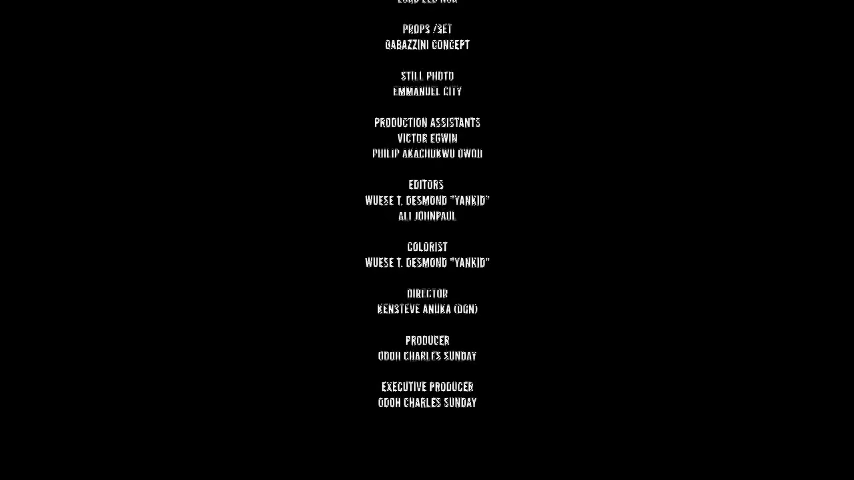 PROPS /SET
GABAZZINI CONCEPT
STILL PHOTO
EMMANUEL CITY
PRODUCTION ASSISTANTS
VICTOR EGWIN
PHILIP AKACHUKWU OWOU
EDITORS
WUESE T. DESMOND "YANKID"
ALI JOHNPAUL
COLORIST
WUESE T. DESMOND "YANKID"
DIRECTOR
KENSTEVE ANUKA (DGN)
PRODUCER
ODOH CHARLES SUNDAY
EXECUTIVE PRODUCER
ODOH CHARLES SUNDAY